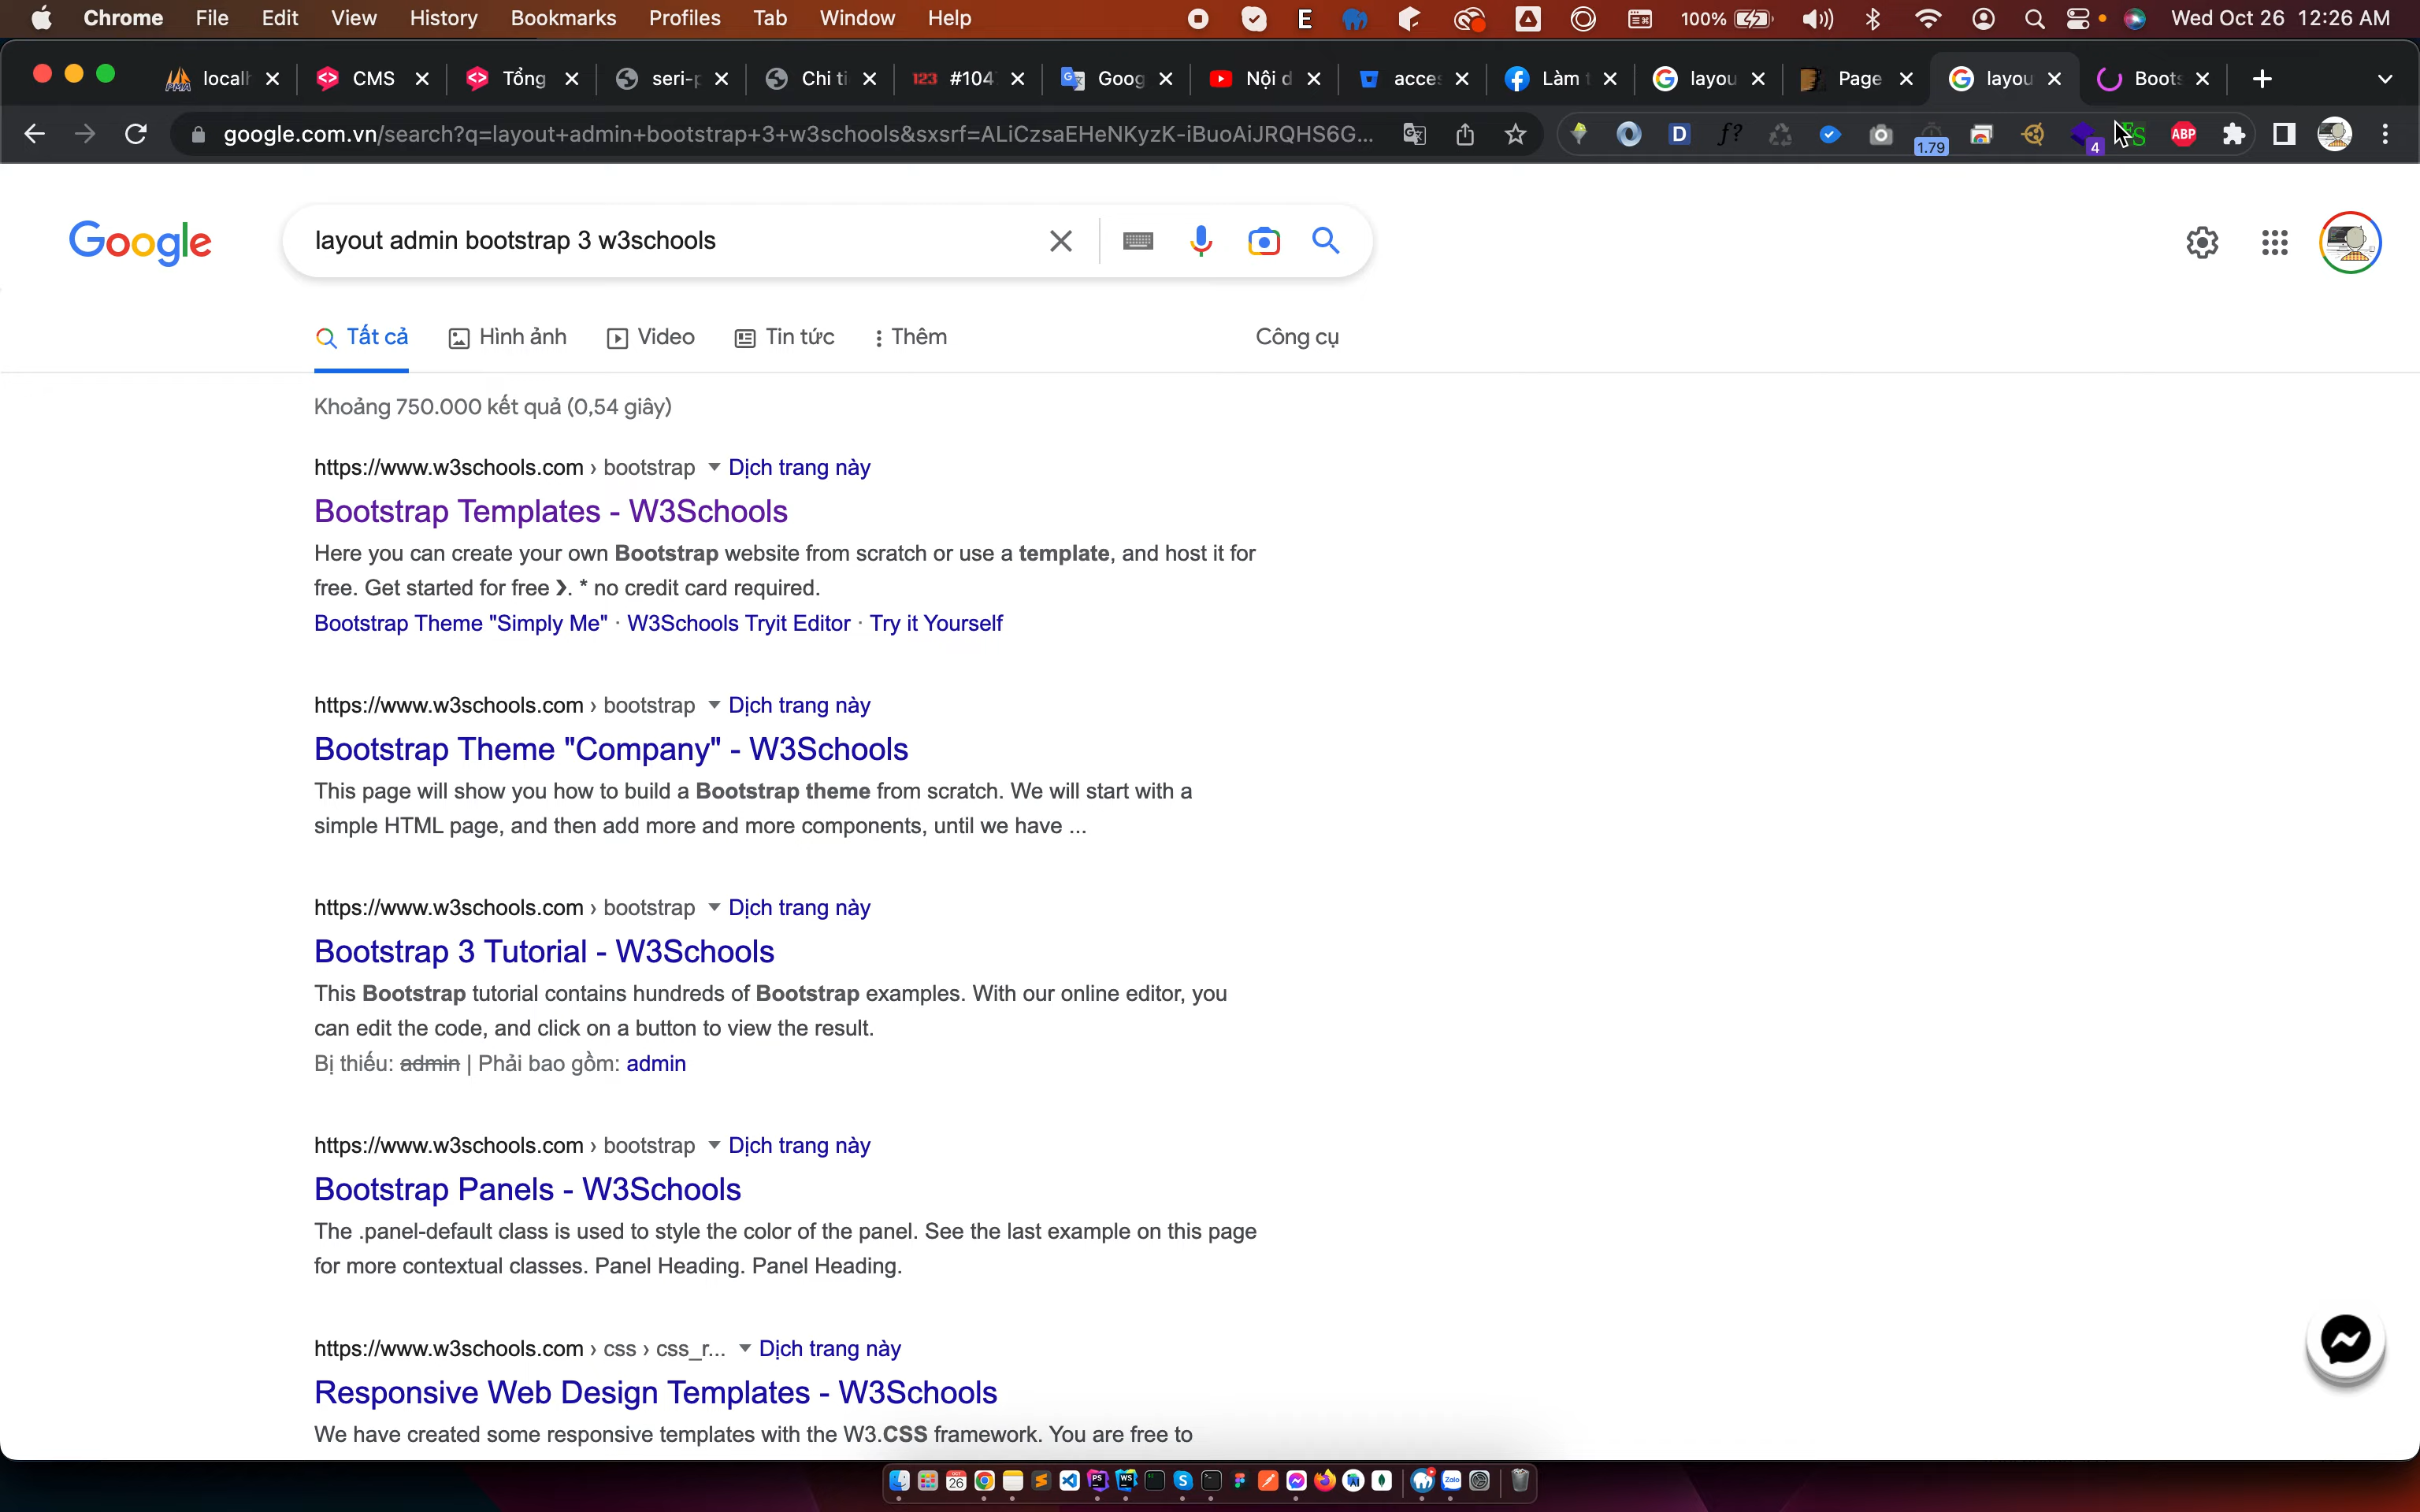 Chrome File Edit View History Bookmarks Profiles Tab Window Help E 100% Wed Oct 26 12:26 AM
localh CMS Tổng seri-p Chi ti #104 Goog Nội d acces Làm t layou Page layou Boots
google.com.vn/search?q=layout+admin+bootstrap+3+w3schools&sxsrf=ALiCzsaEHeNKyzK-iBuoAiJRQHS6G... D f? 1.79 4 ABP
Google
layout admin bootstrap 3 w3schools
Tất cả Hình ảnh Video Tin tức Thêm Công cụ
Khoảng 750.000 kết quả (0,54 giây)
https://www.w3schools.com › bootstrap Dịch trang này
Bootstrap Templates - W3Schools
Here you can create your own Bootstrap website from scratch or use a template, and host it for
free. Get started for free ❯. * no credit card required.
Bootstrap Theme "Simply Me" · W3Schools Tryit Editor · Try it Yourself
https://www.w3schools.com › bootstrap Dịch trang này
Bootstrap Theme "Company" - W3Schools
This page will show you how to build a Bootstrap theme from scratch. We will start with a
simple HTML page, and then add more and more components, until we have ...
https://www.w3schools.com › bootstrap Dịch trang này
Bootstrap 3 Tutorial - W3Schools
This Bootstrap tutorial contains hundreds of Bootstrap examples. With our online editor, you
can edit the code, and click on a button to view the result.
Bị thiếu: admin | Phải bao gồm: admin
https://www.w3schools.com › bootstrap Dịch trang này
Bootstrap Panels - W3Schools
The .panel-default class is used to style the color of the panel. See the last example on this page
for more contextual classes. Panel Heading. Panel Heading.
https://www.w3schools.com › css › css_r... Dịch trang này
Responsive Web Design Templates - W3Schools
We have created some responsive templates with the W3.CSS framework. You are free to